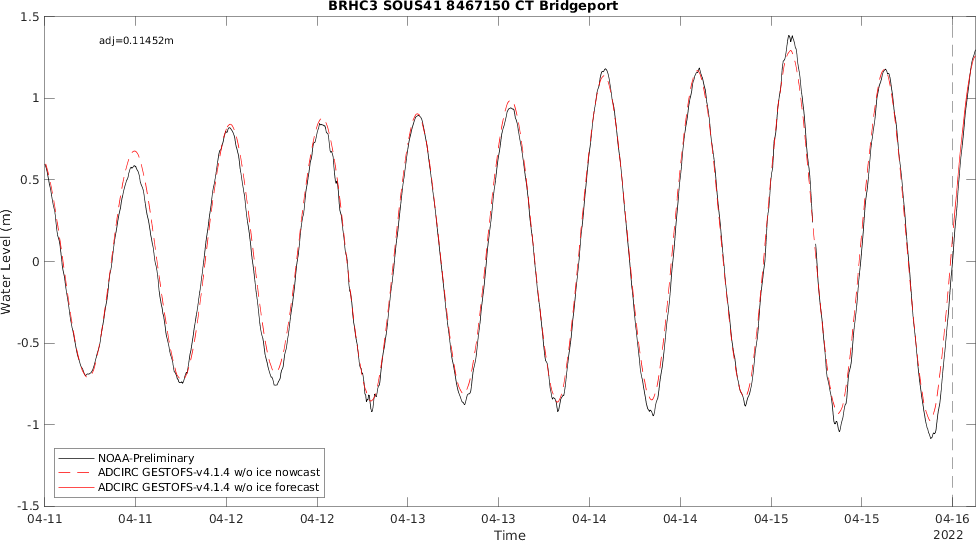 BRHC3 SOUS41 8467150 CT Bridgeport
adj=0.11452m
1.5
1
0.5
0
-0.5
-1
-1.5
Water Level (m)
NOAA-Preliminary
ADCIRC GESTOFS-v4.1.4 w/o ice nowcast
ADCIRC GESTOFS-v4.1.4 w/o ice forecast
04-11 04-11 04-12 04-12 04-13 04-13 04-14 04-14 04-15 04-15 04-16
Time
2022